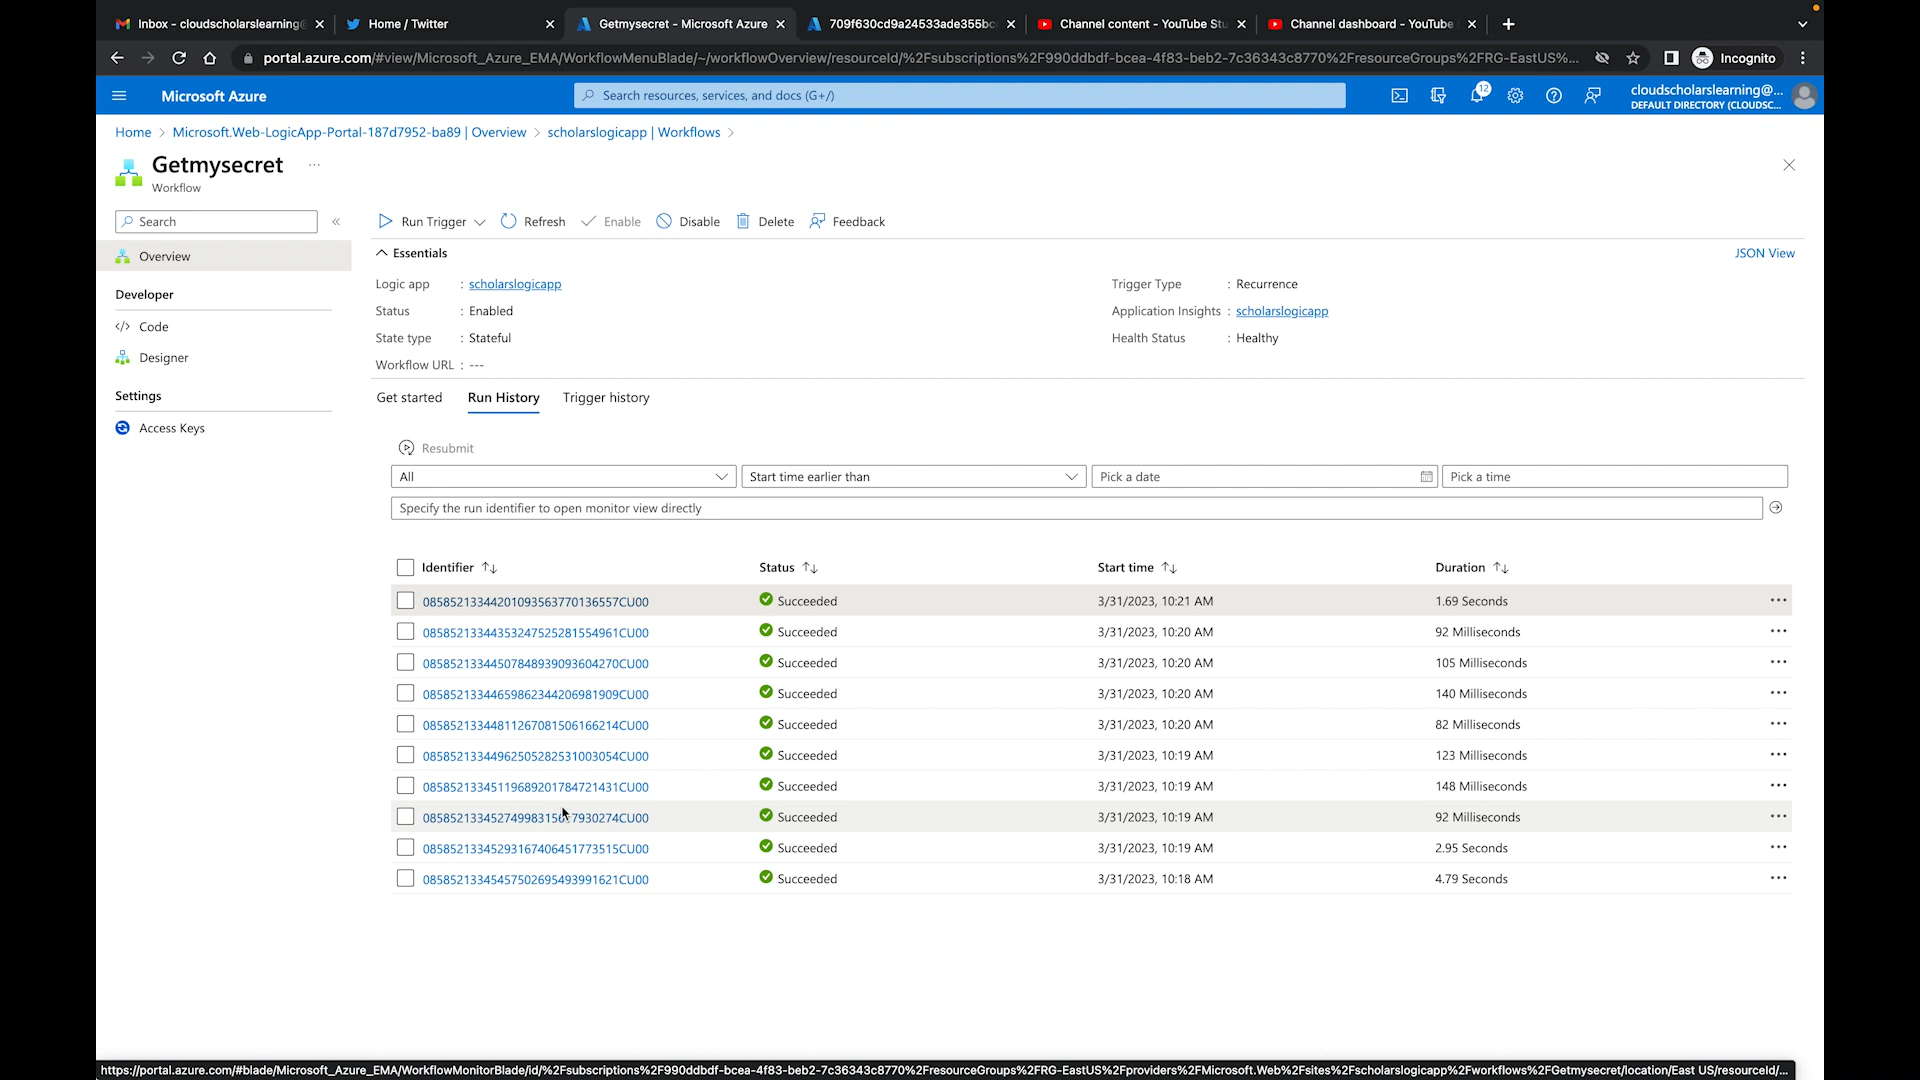 Inbox - cloudscholarslearning@
Home / Twitter
Getmysecret - Microsoft Azure
709f630cd9a24533ade355bc
Channel content - YouTube Stu
Channel dashboard - YouTube
portal.azure.com/#view/Microsoft_Azure_EMA/WorkflowMenuBlade/~/workflowOverview/resourceId/%2Fsubscriptions%2F990ddbdf-bcea-4f83-beb2-7c36343c8770%2FresourceGroups%2FRG-EastUS%...
Incognito
Microsoft Azure
Search resources, services, and docs (G+/)
12
cloudscholarslearning@...
DEFAULT DIRECTORY (CLOUDSC...
Home > Microsoft.Web-LogicApp-Portal-187d7952-ba89 | Overview > scholarslogicapp | Workflows >
Getmysecret ...
Workflow
Search
Run Trigger
Refresh
Enable
Disable
Delete
Feedback
Overview
Developer
Code
Designer
Settings
Access Keys
Essentials
JSON View
Logic app : scholarslogicapp
Trigger Type : Recurrence
Status : Enabled
Application Insights : scholarslogicapp
State type : Stateful
Health Status : Healthy
Workflow URL : ---
Get started
Run History
Trigger history
Resubmit
All
Start time earlier than
Pick a date
Pick a time
Specify the run identifier to open monitor view directly
Identifier Status Start time Duration
08585213344201093563770136557CU00 Succeeded 3/31/2023, 10:21 AM 1.69 Seconds
08585213344353247525281554961CU00 Succeeded 3/31/2023, 10:20 AM 92 Milliseconds
08585213344507848939093604270CU00 Succeeded 3/31/2023, 10:20 AM 105 Milliseconds
08585213344659862344206981909CU00 Succeeded 3/31/2023, 10:20 AM 140 Milliseconds
08585213344811267081506166214CU00 Succeeded 3/31/2023, 10:20 AM 82 Milliseconds
08585213344962505282531003054CU00 Succeeded 3/31/2023, 10:19 AM 123 Milliseconds
08585213345119689201784721431CU00 Succeeded 3/31/2023, 10:19 AM 148 Milliseconds
Succeeded 3/31/2023, 10:19 AM 92 Milliseconds
08585213345293167406451773515CU00 Succeeded 3/31/2023, 10:19 AM 2.95 Seconds
08585213345457502695493991621CU00 Succeeded 3/31/2023, 10:18 AM 4.79 Seconds
https://portal.azure.com/#blade/Microsoft_Azure_EMA/WorkflowMonitorBlade/id/%2Fsubscriptions%2F990ddbdf-bcea-4f83-beb2-7c36343c8770%2FresourceGroups%2FRG-EastUS%2Fproviders%2FMicrosoft.Web%2Fsites%2Fscholarslogicapp%2Fworkflows%2FGetmysecret/location/East US/resourceId/...